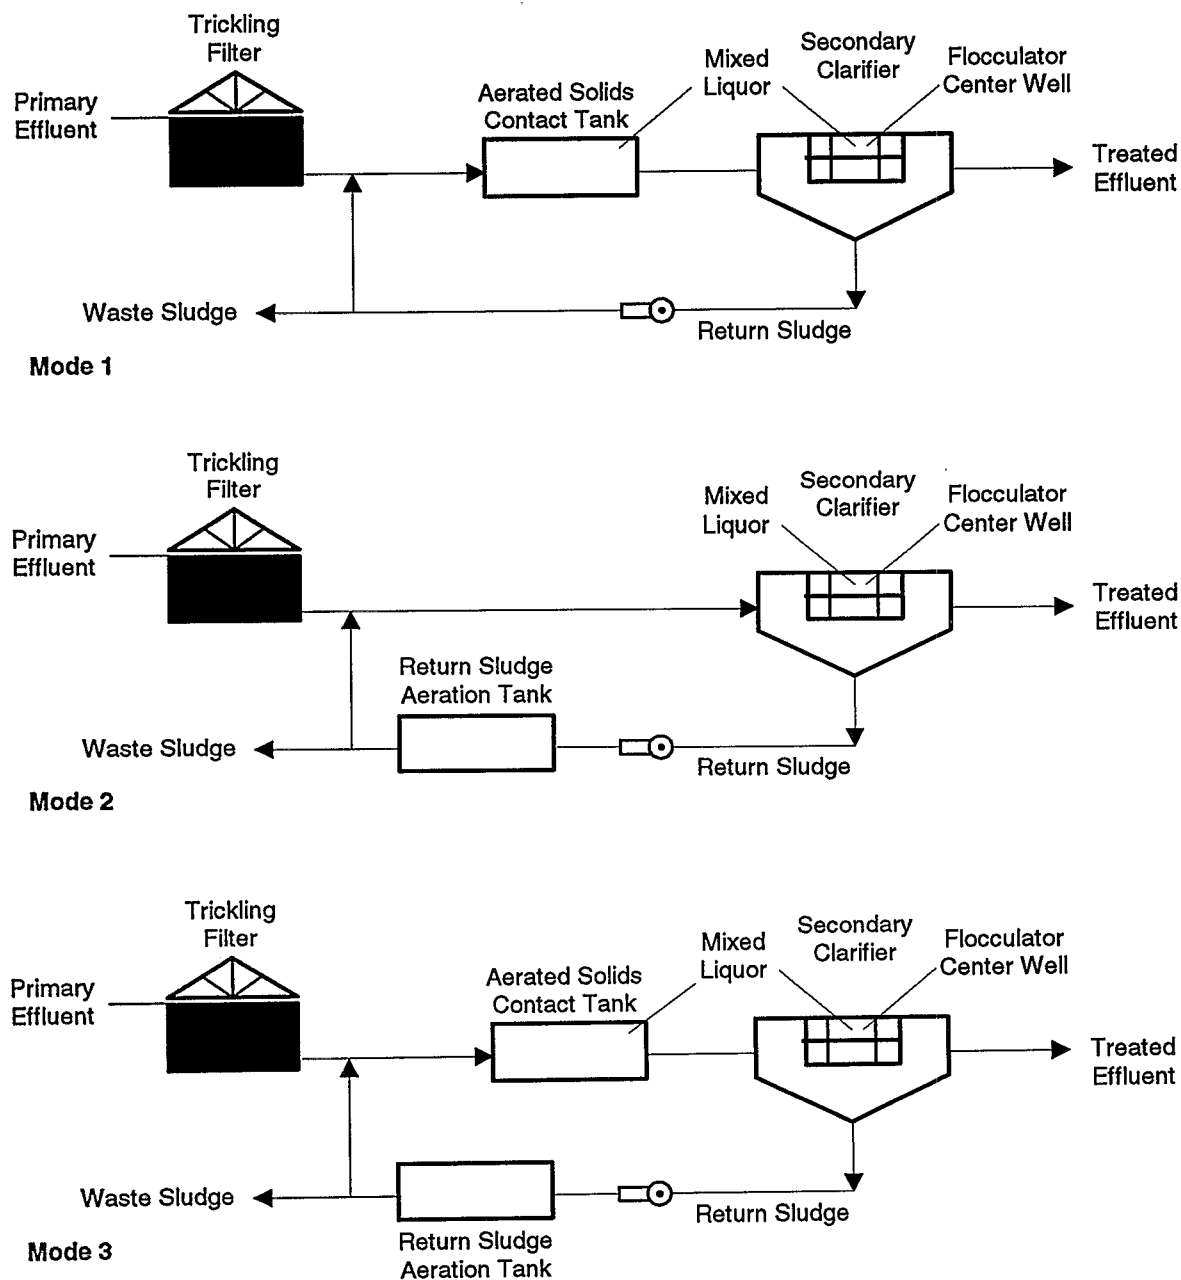 Trickling
Filter
Primary
Effluent
Aerated Solids
Contact Tank
Mixed
Liquor
Secondary
Clarifier
Flocculator
Center Well
Treated
Effluent
Waste Sludge
Return Sludge
Mode 1
Trickling
Filter
Primary
Effluent
Mixed
Liquor
Secondary
Clarifier
Flocculator
Center Well
Treated
Effluent
Return Sludge
Aeration Tank
Waste Sludge
Return Sludge
Mode 2
Trickling
Filter
Primary
Effluent
Aerated Solids
Contact Tank
Mixed
Liquor
Secondary
Clarifier
Flocculator
Center Well
Treated
Effluent
Waste Sludge
Return Sludge
Return Sludge
Aeration Tank
Mode 3